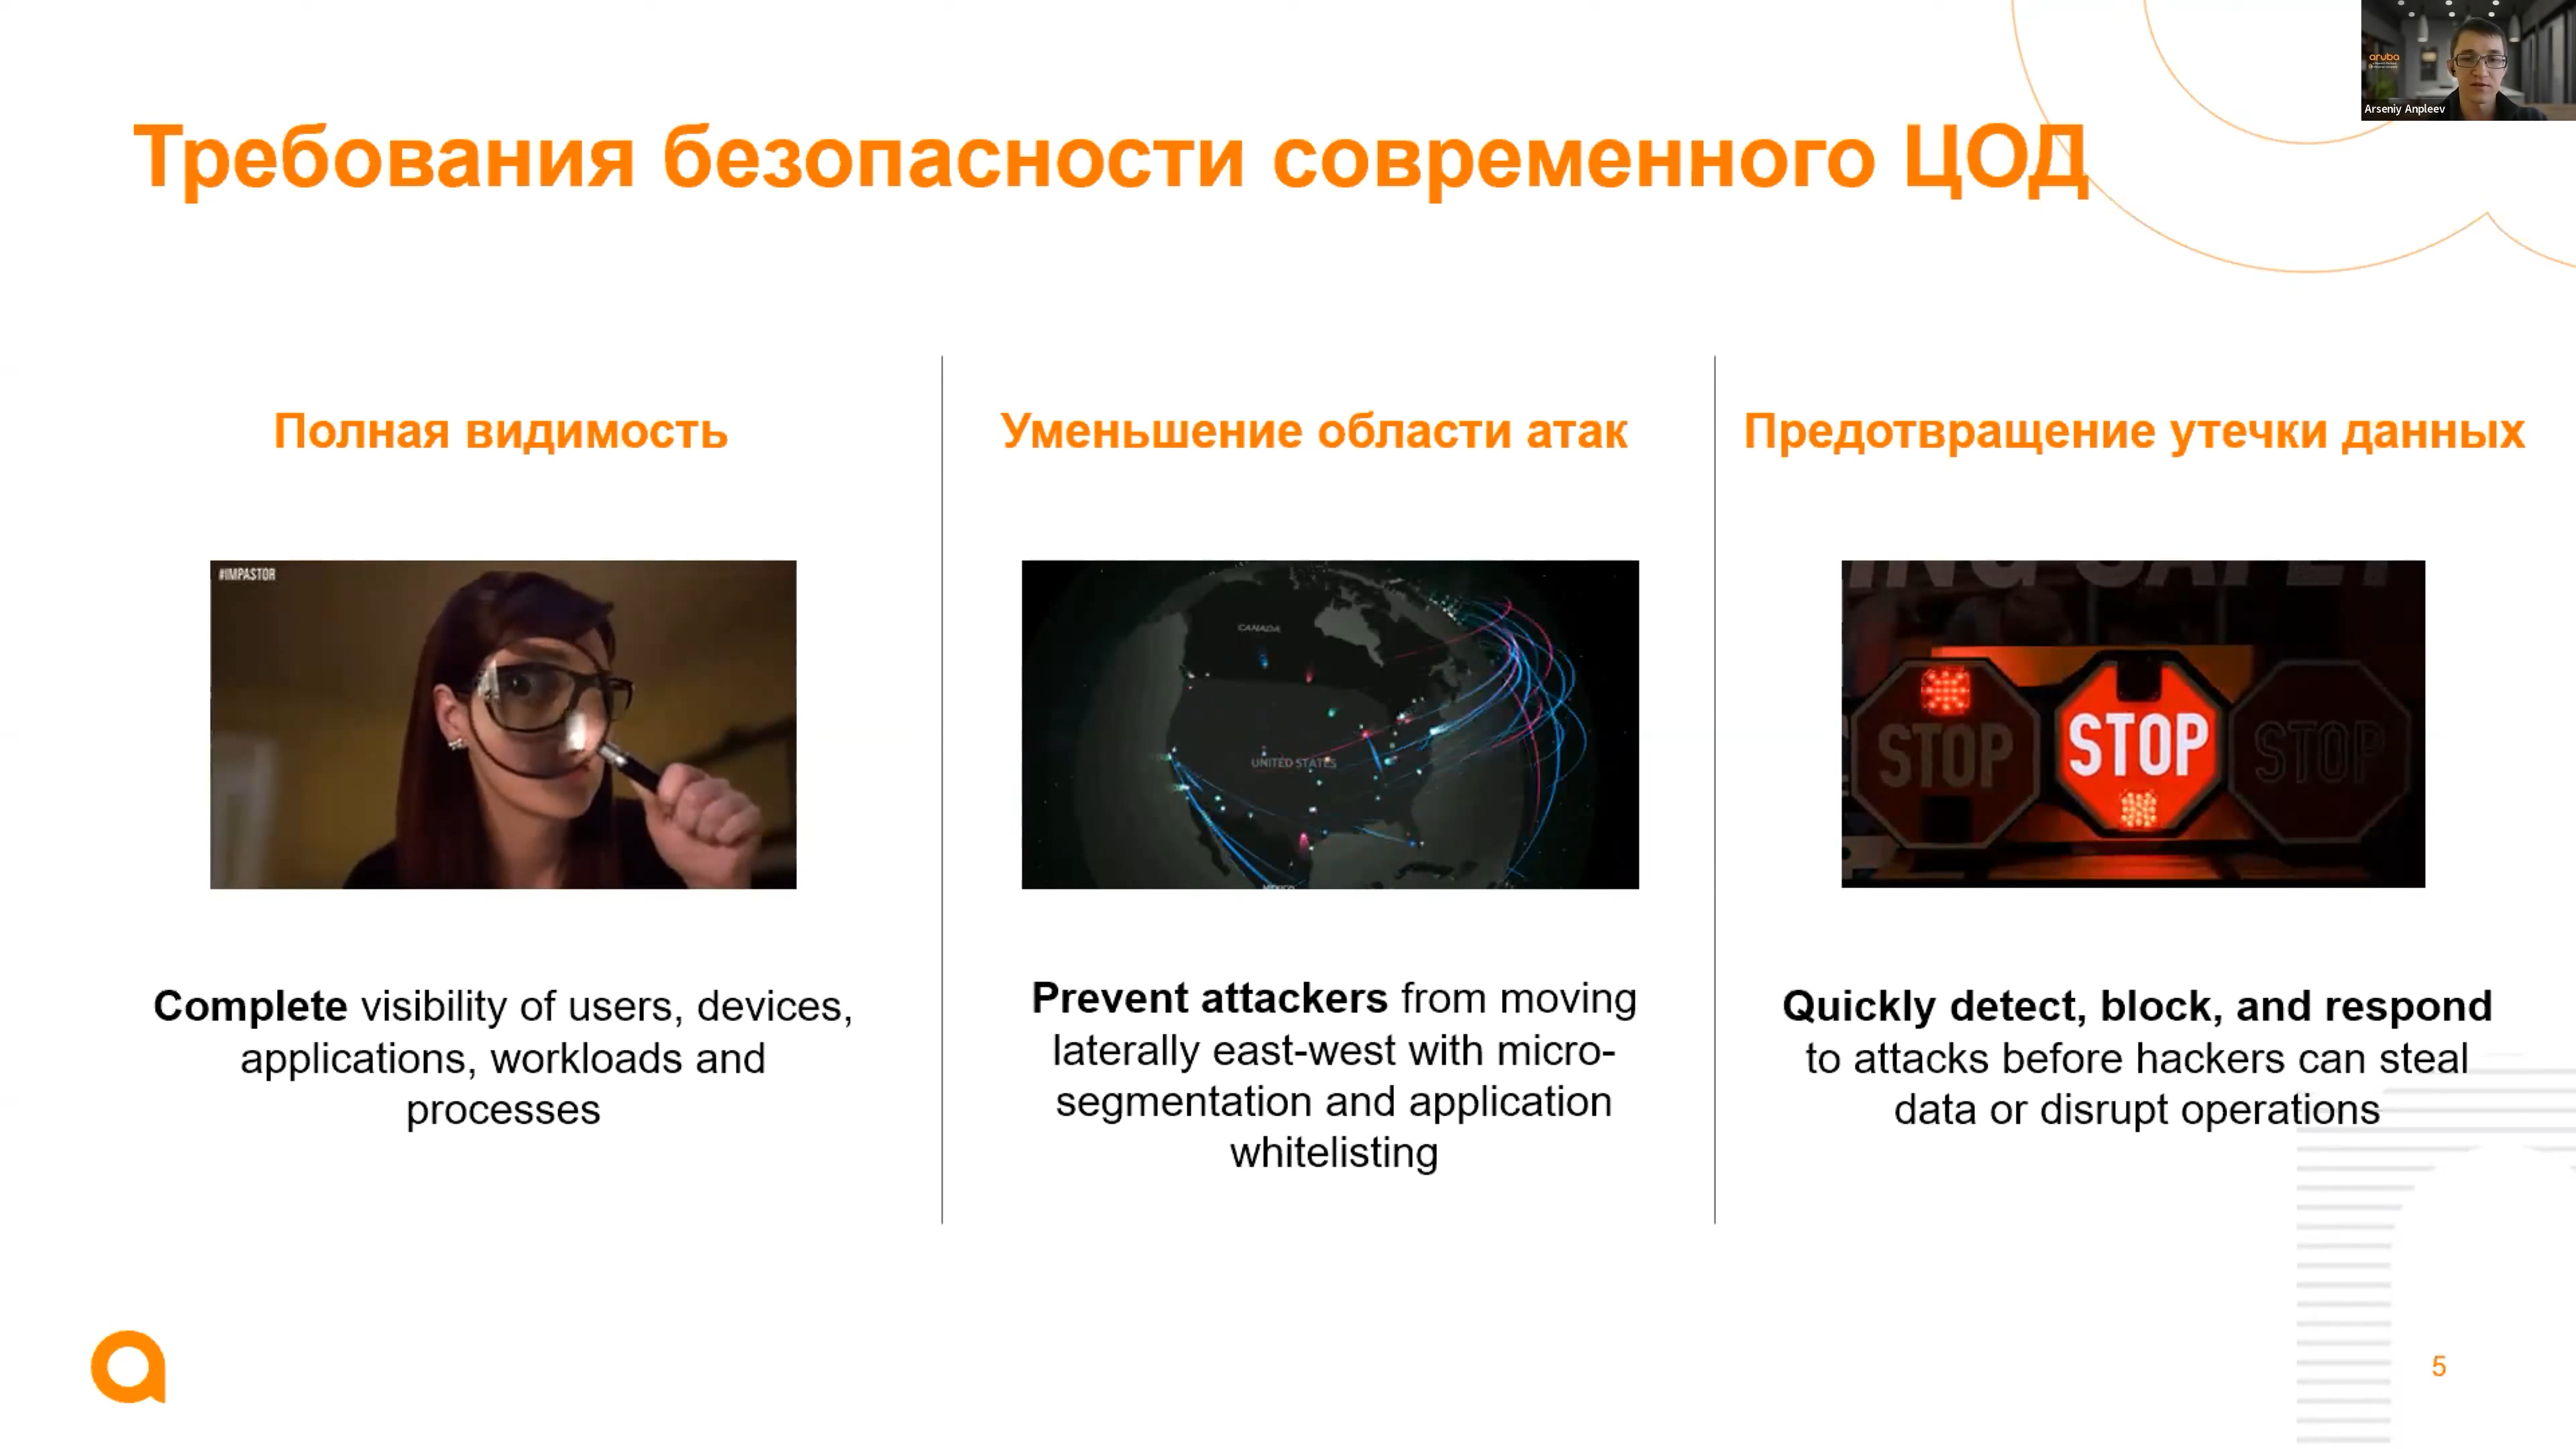 aruba
Arseniy Anpleev
Требования безопасности современного ЦОД
Полная видимость
#IMPASTOR
Complete visibility of users, devices,
applications, workloads and
processes
Уменьшение области атак
CANADA
UNITED STATES
MEXICO
Prevent attackers from moving
laterally east-west with micro-
segmentation and application
whitelisting
Предотвращение утечки данных
STOP
STOP
STOP
Quickly detect, block, and respond
to attacks before hackers can steal
data or disrupt operations
5